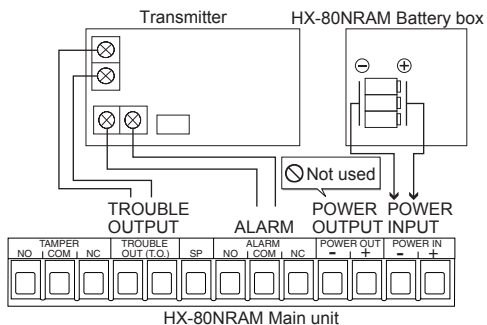 Transmitter
HX-80NRAM Battery box
⊖ ⊕
Not used
TROUBLE OUTPUT
ALARM
POWER OUTPUT
POWER INPUT
TAMPER
NO COM NC
TROUBLE OUT (T.O.)
SP
ALARM
NO COM NC
POWER OUT
- +
POWER IN
- +
HX-80NRAM Main unit